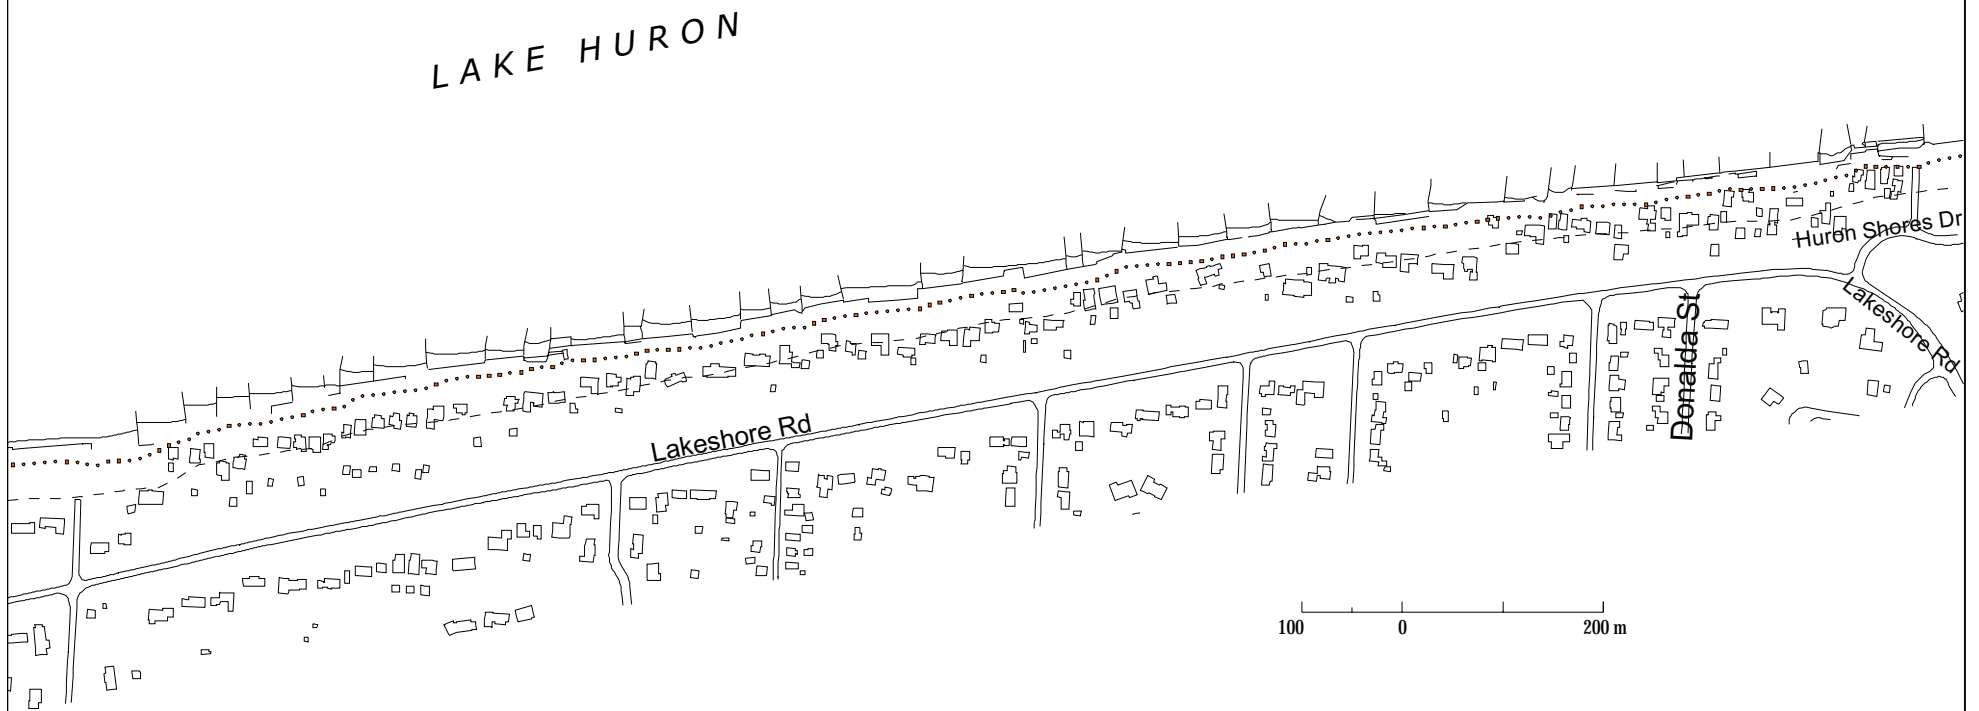 LAKE HURON
Huron Shores Dr
Lakeshore Rd
Donalda St
Lakeshore Rd
100 0 200 m